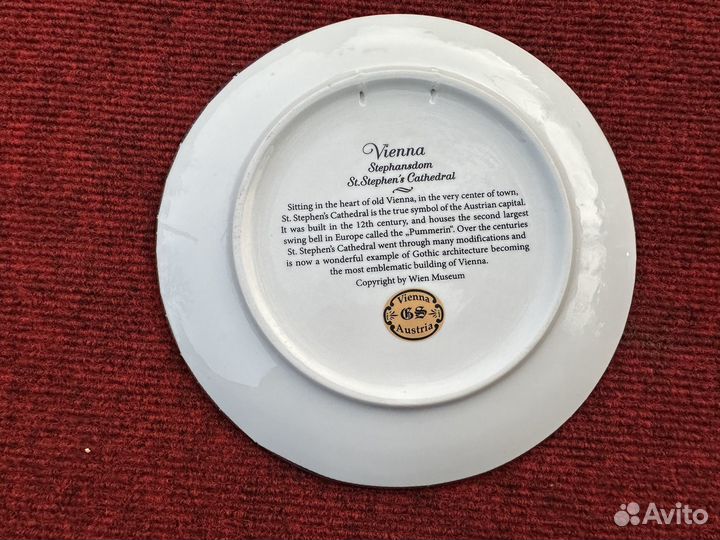 Vienna
Stephansdom
St.Stephen's Cathedral
Sitting in the heart of old Vienna, in the very center of town,
St. Stephen's Cathedral is the true symbol of the Austrian capital.
It was built in the 12th century, and houses the second largest
swing bell in Europe called the „Pummerin". Over the centuries
St. Stephen's Cathedral went through many modifications and
is now a wonderful example of Gothic architecture becoming
the most emblematic building of Vienna.
Copyright by Wien Museum
Vienna
GS
Austria
Avito